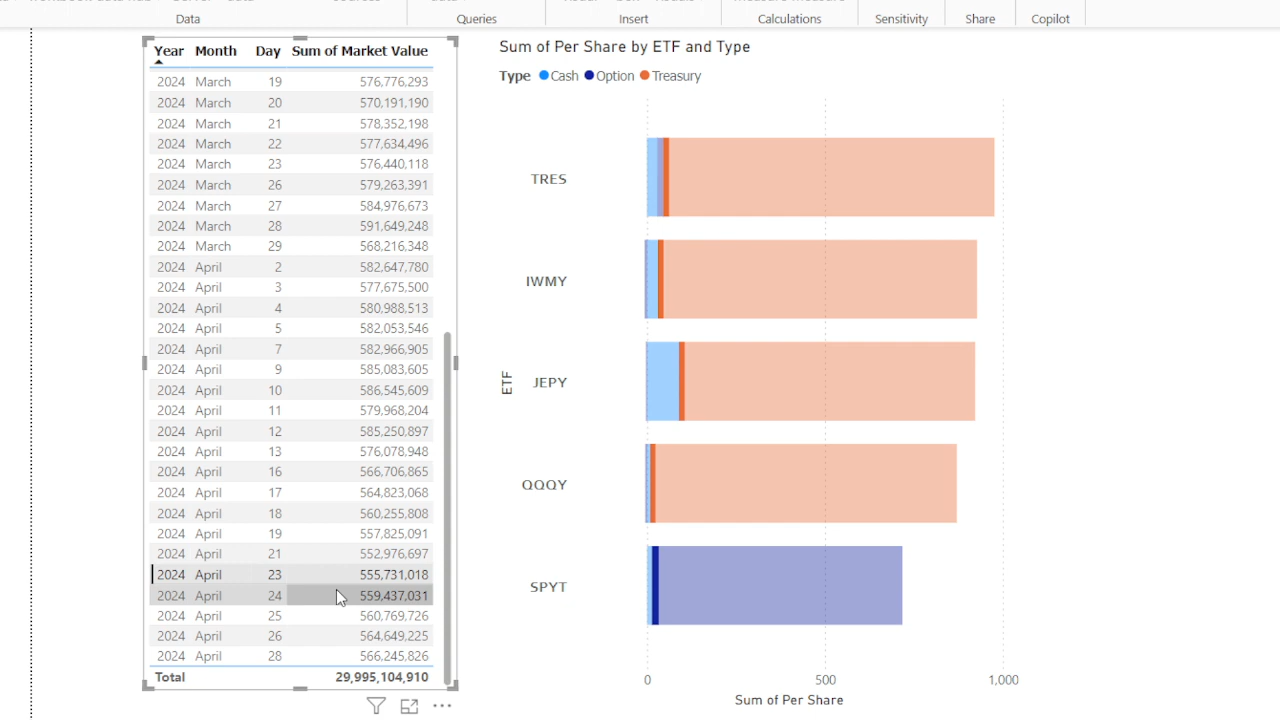 Data Queries Insert Calculations Sensitivity Share Copilot
Year Month Day Sum of Market Value
2024 March 19 576,776,293
2024 March 20 570,191,190
2024 March 21 578,352,198
2024 March 22 577,634,496
2024 March 23 576,440,118
2024 March 26 579,263,391
2024 March 27 584,976,673
2024 March 28 591,649,248
2024 March 29 568,216,348
2024 April 2 582,647,780
2024 April 3 577,675,500
2024 April 4 580,988,513
2024 April 5 582,053,546
2024 April 7 582,966,905
2024 April 9 585,083,605
2024 April 10 586,545,609
2024 April 11 579,968,204
2024 April 12 585,250,897
2024 April 13 576,078,948
2024 April 16 566,706,865
2024 April 17 564,823,068
2024 April 18 560,255,808
2024 April 19 557,825,091
2024 April 21 552,976,697
2024 April 23 555,731,018
2024 April 24 559,437,031
2024 April 25 560,769,726
2024 April 26 564,649,225
2024 April 28 566,245,826
Total 29,995,104,910
Sum of Per Share by ETF and Type
Type Cash Option Treasury
ETF
TRES
IWMY
JEPY
QQQY
SPYT
0 500 1,000
Sum of Per Share